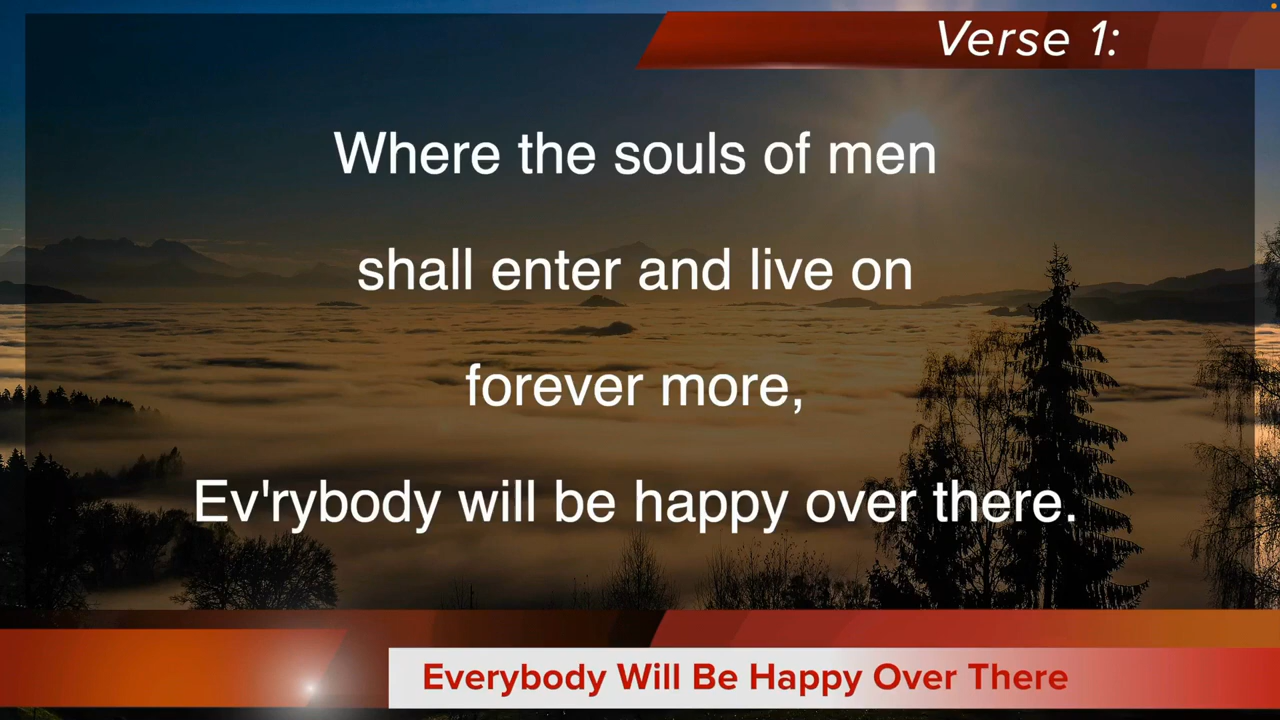 Verse 1:
Where the souls of men
shall enter and live on
forever more,
Ev'rybody will be happy over there.
Everybody Will Be Happy Over There